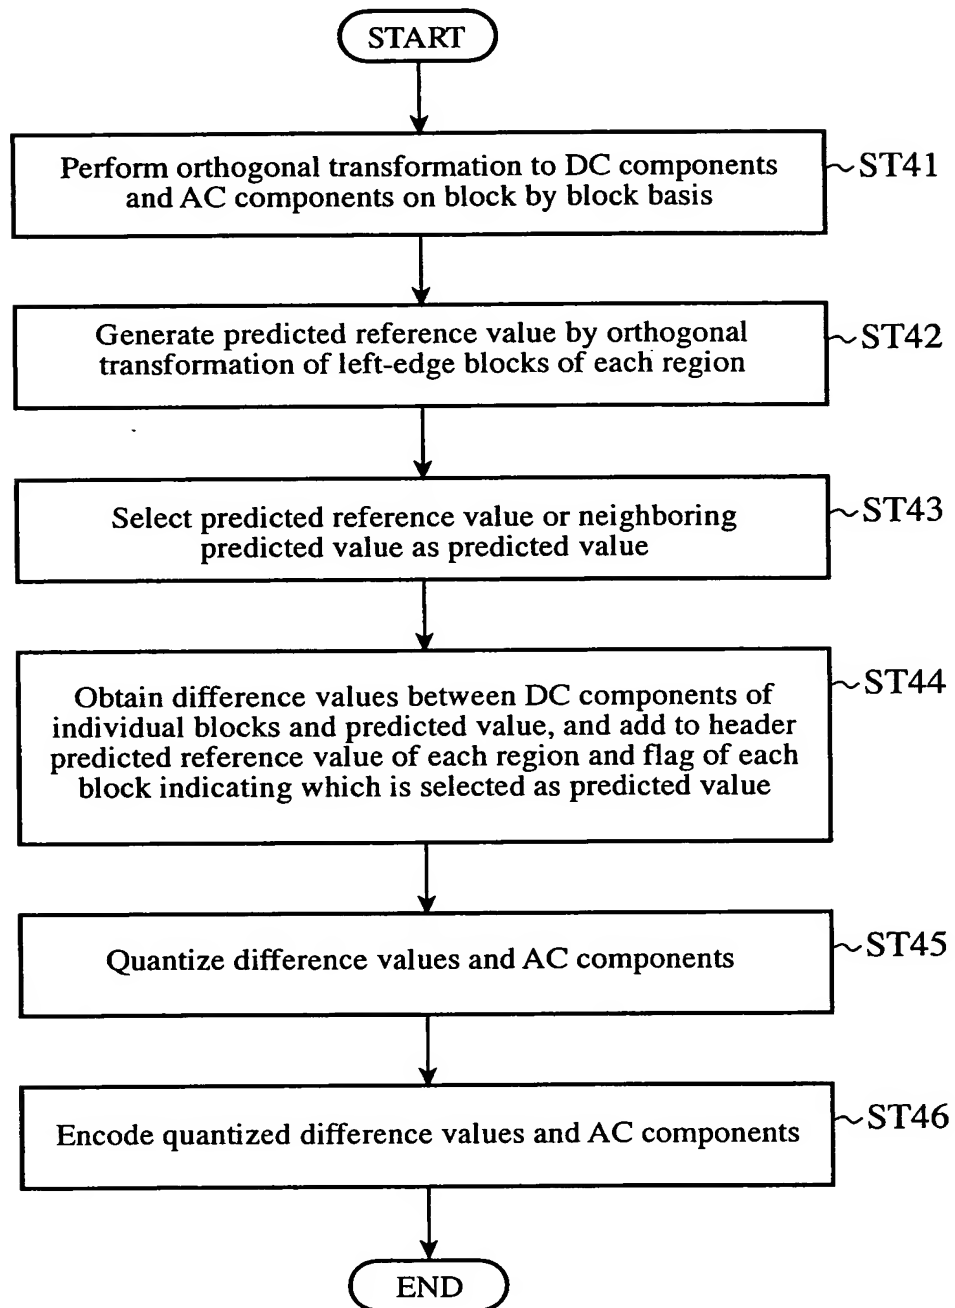 START
Perform orthogonal transformation to DC components
and AC components on block by block basis
ST41
Generate predicted reference value by orthogonal
transformation of left-edge blocks of each region
ST42
Select predicted reference value or neighboring
predicted value as predicted value
ST43
Obtain difference values between DC components of
individual blocks and predicted value, and add to header
predicted reference value of each region and flag of each
block indicating which is selected as predicted value
ST44
Quantize difference values and AC components
ST45
Encode quantized difference values and AC components
ST46
END